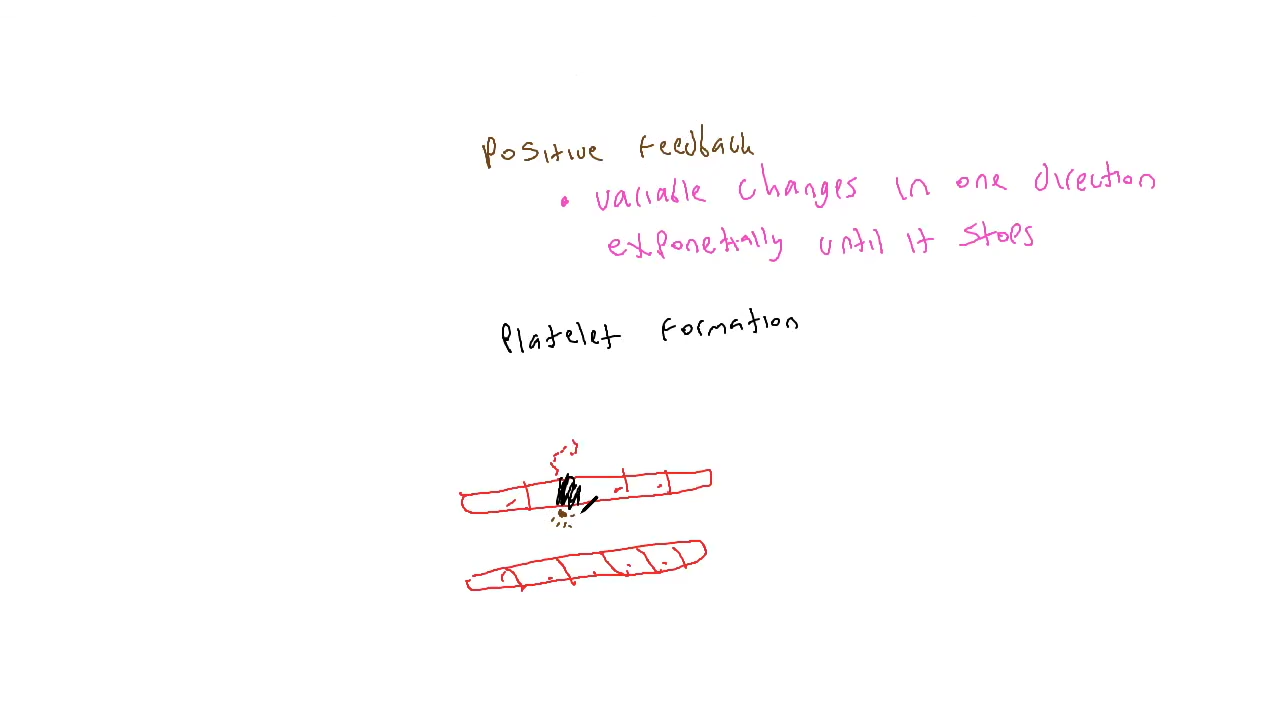 Positive Feedback
• variable changes in one direction
exponetially until it stops
Platelet Formation